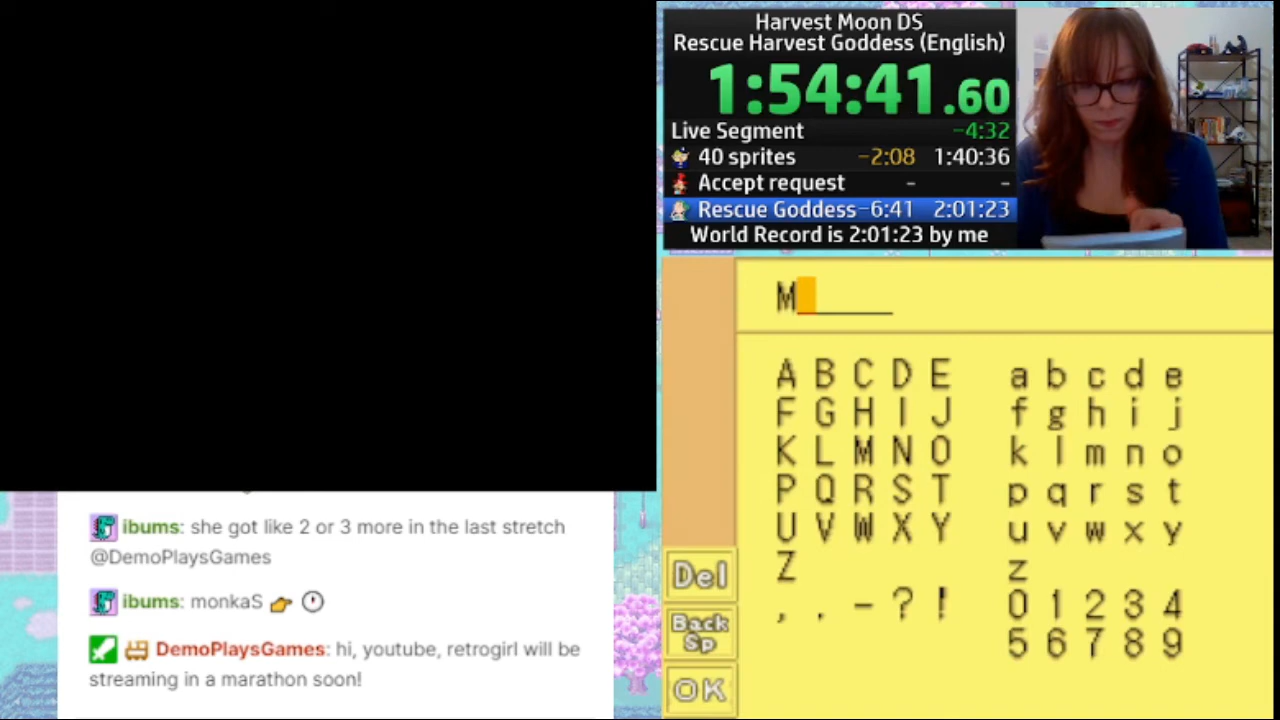 Harvest Moon DS
Rescue Harvest Goddess (English)
1:54:41.60
Live Segment -4:32
40 sprites -2:08 1:40:36
Accept request - -
Rescue Goddess -6:41 2:01:23
World Record is 2:01:23 by me
M
A B C D E a b c d e
F G H I J f g h i j
K L M N O k l m n o
P Q R S T p q r s t
U V W X Y u v w x y
Z z
, . - ? ! 0 1 2 3 4
5 6 7 8 9
Del
Back
Sp
OK
ibums: she got like 2 or 3 more in the last stretch
@DemoPlaysGames
ibums: monkaS 👉 🕐
DemoPlaysGames: hi, youtube, retrogirl will be
streaming in a marathon soon!